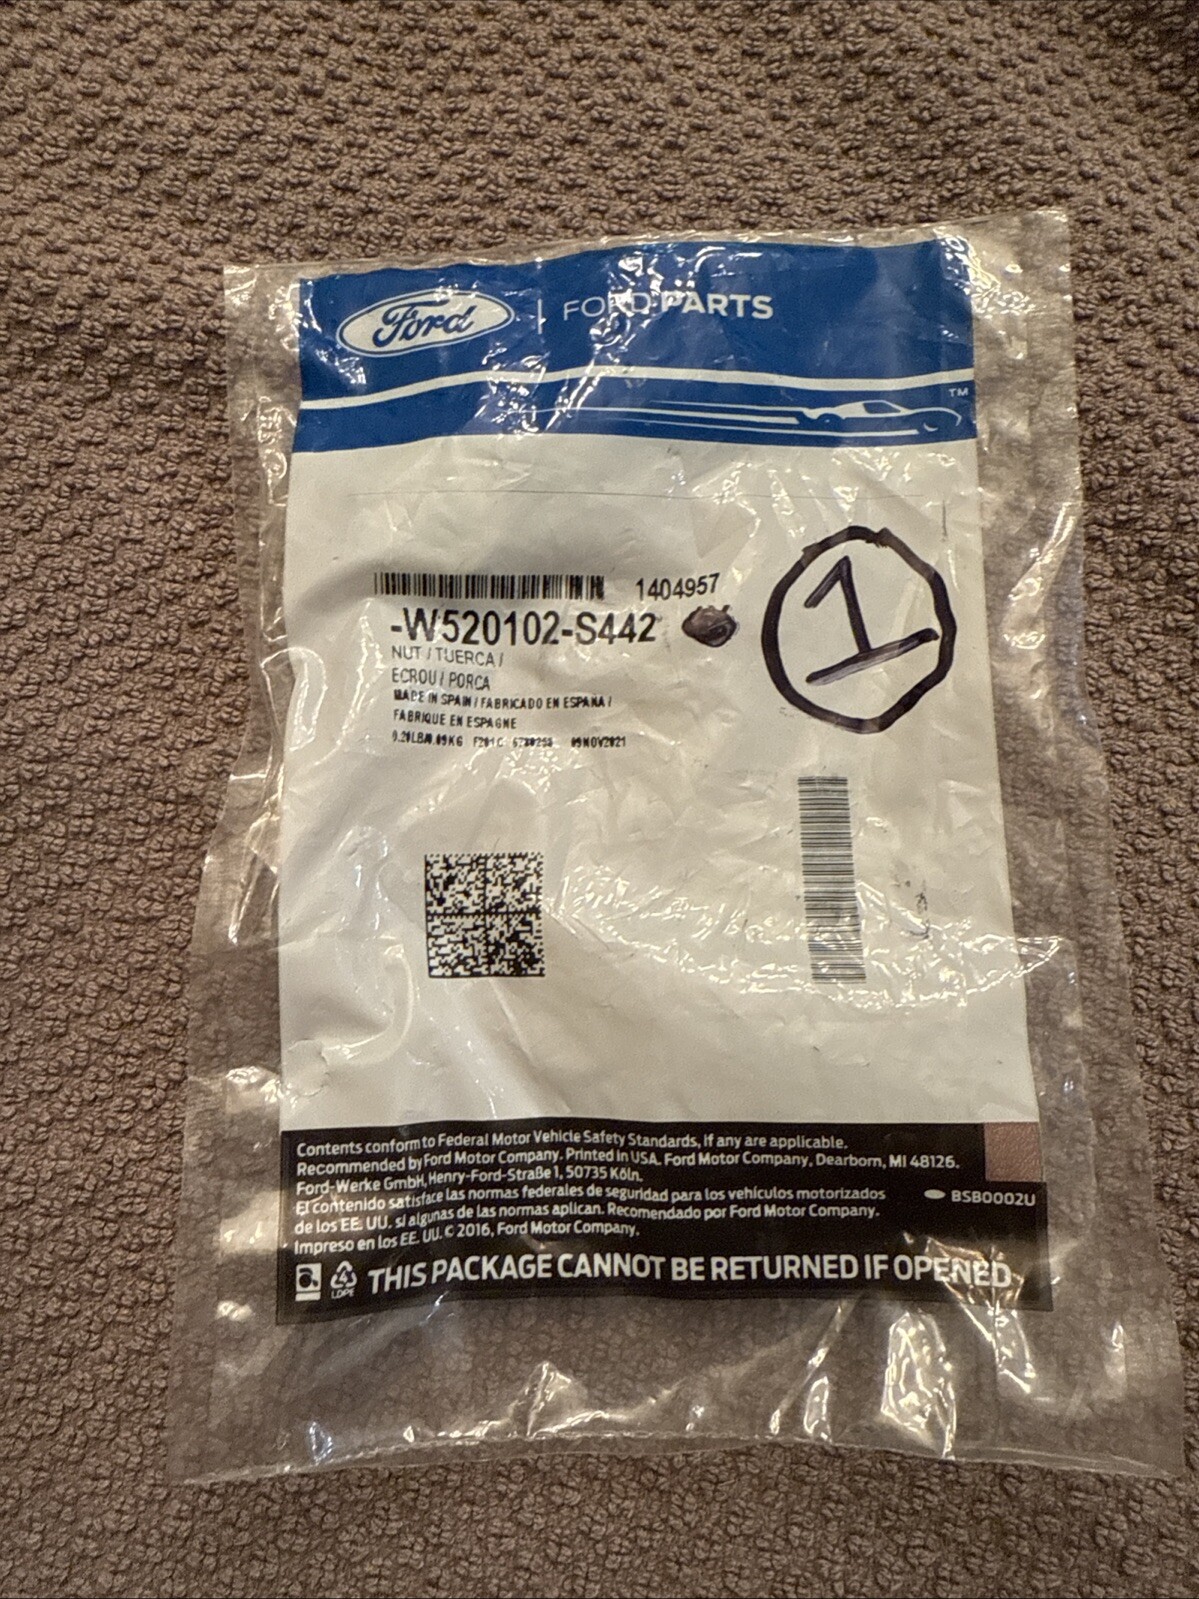 Ford | FORD PARTS
TM
1404957
-W520102-S442
1
NUT / TUERCA /
ECROU / PORCA
MADE IN SPAIN / FABRICADO EN ESPAÑA /
FABRIQUE EN ESPAGNE
09NOV2021
Contents conform to Federal Motor Vehicle Safety Standards, if any are applicable.
Recommended by Ford Motor Company. Printed in USA. Ford Motor Company, Dearborn, MI 48126.
Ford-Werke GmbH, Henry-Ford-Straße 1, 50735 Köln.
El contenido satisface las normas federales de seguridad para los vehículos motorizados
BSB0002U
de los EE. UU. si algunas de las normas aplican. Recomendado por Ford Motor Company.
Impreso en los EE. UU. © 2016, Ford Motor Company.
4
LDPE
THIS PACKAGE CANNOT BE RETURNED IF OPENED